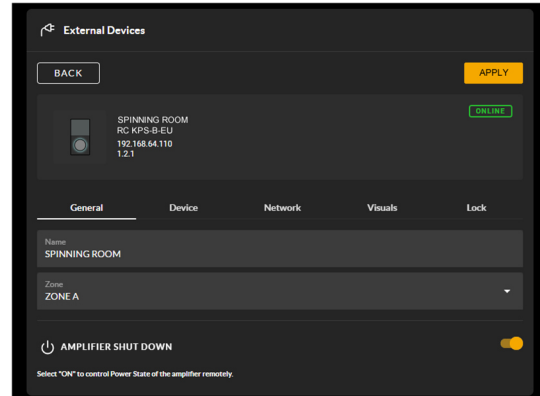 External Devices
BACK
APPLY
SPINNING ROOM
RC KPS-B-EU
192.168.64.110
1.2.1
ONLINE
General Device Network Visuals Lock
Name
SPINNING ROOM
Zone
ZONE A
AMPLIFIER SHUT DOWN
Select "ON" to control Power State of the amplifier remotely.